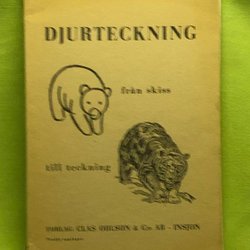 DJURTECKNING
från skiss
till teckning
FÖRLAG: CLAS OHLSON & Co. AB - INSJÖN